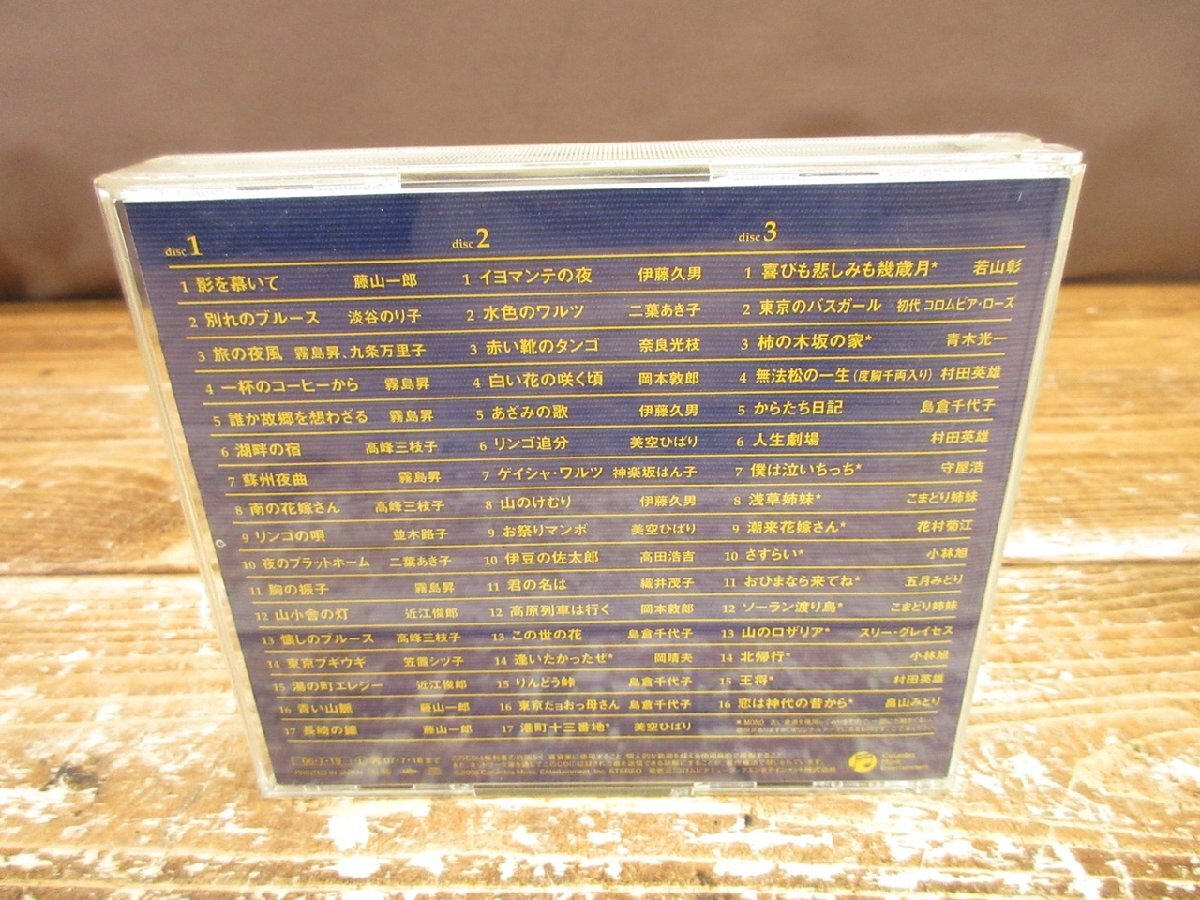 disc 1
1 影を慕いて 藤山一郎
2 別れのブルース 淡谷のり子
3 旅の夜風 霧島昇、九条万里子
4 一杯のコーヒーから 霧島昇
5 誰か故郷を想わざる 霧島昇
6 湖畔の宿 高峰三枝子
7 蘇州夜曲 霧島昇
8 南の花嫁さん 高峰三枝子
9 リンゴの唄 並木路子
10 夜のプラットホーム 二葉あき子
11 胸の振子 霧島昇
12 山小舎の灯 近江俊郎
13 懐しのブルース 高峰三枝子
14 東京ブギウギ 笠置シヅ子
15 湯の町エレジー 近江俊郎
16 青い山脈 藤山一郎
17 長崎の鐘 藤山一郎
disc 2
1 イヨマンテの夜 伊藤久男
2 水色のワルツ 二葉あき子
3 赤い靴のタンゴ 奈良光枝
4 白い花の咲く頃 岡本敦郎
5 あざみの歌 伊藤久男
6 リンゴ追分 美空ひばり
7 ゲイシャ・ワルツ 神楽坂はん子
8 山のけむり 伊藤久男
9 お祭りマンボ 美空ひばり
10 伊豆の佐太郎 高田浩吉
11 君の名は 織井茂子
12 高原列車は行く 岡本敦郎
13 この世の花 島倉千代子
14 逢いたかったぜ* 岡晴夫
15 りんどう峠 島倉千代子
16 東京だョおっ母さん 島倉千代子
17 港町十三番地* 美空ひばり
disc 3
1 喜びも悲しみも幾歳月* 若山彰
2 東京のバスガール 初代 コロムビア・ローズ
3 柿の木坂の家* 青木光一
4 無法松の一生 (度胸千両入り) 村田英雄
5 からたち日記 島倉千代子
6 人生劇場 村田英雄
7 僕は泣いちっち* 守屋浩
8 浅草姉妹* こまどり姉妹
9 潮来花嫁さん* 花村菊江
10 さすらい* 小林旭
11 おひまなら来てね* 五月みどり
12 ソーラン渡り鳥* こまどり姉妹
13 山のロザリア* スリー・グレイセス
14 北帰行* 小林旭
15 王将* 村田英雄
16 恋は神代の昔から* 畠山みどり
Columbia
Music
Entertainment